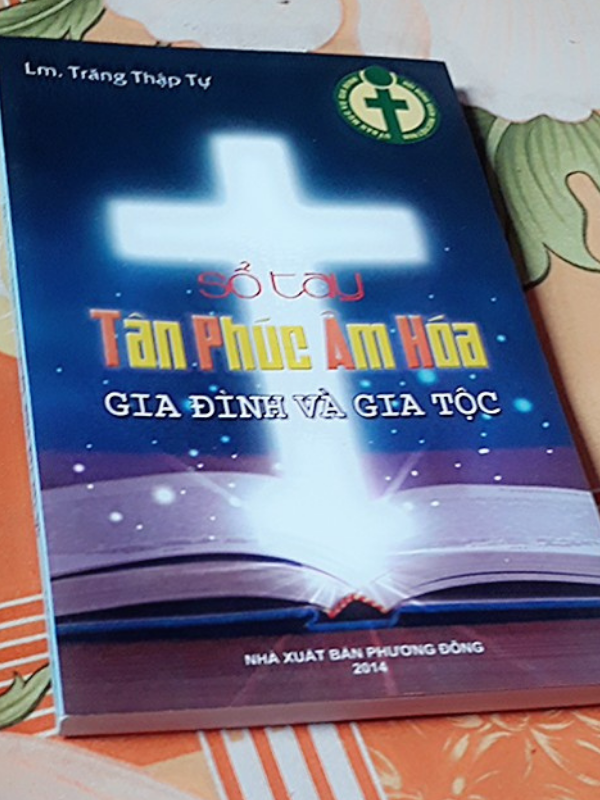 Lm. Trăng Thập Tự
sổ tay
Tân Phúc Âm Hóa
GIA ĐÌNH VÀ GIA TỘC
NHÀ XUẤT BẢN PHƯƠNG ĐÔNG
2014